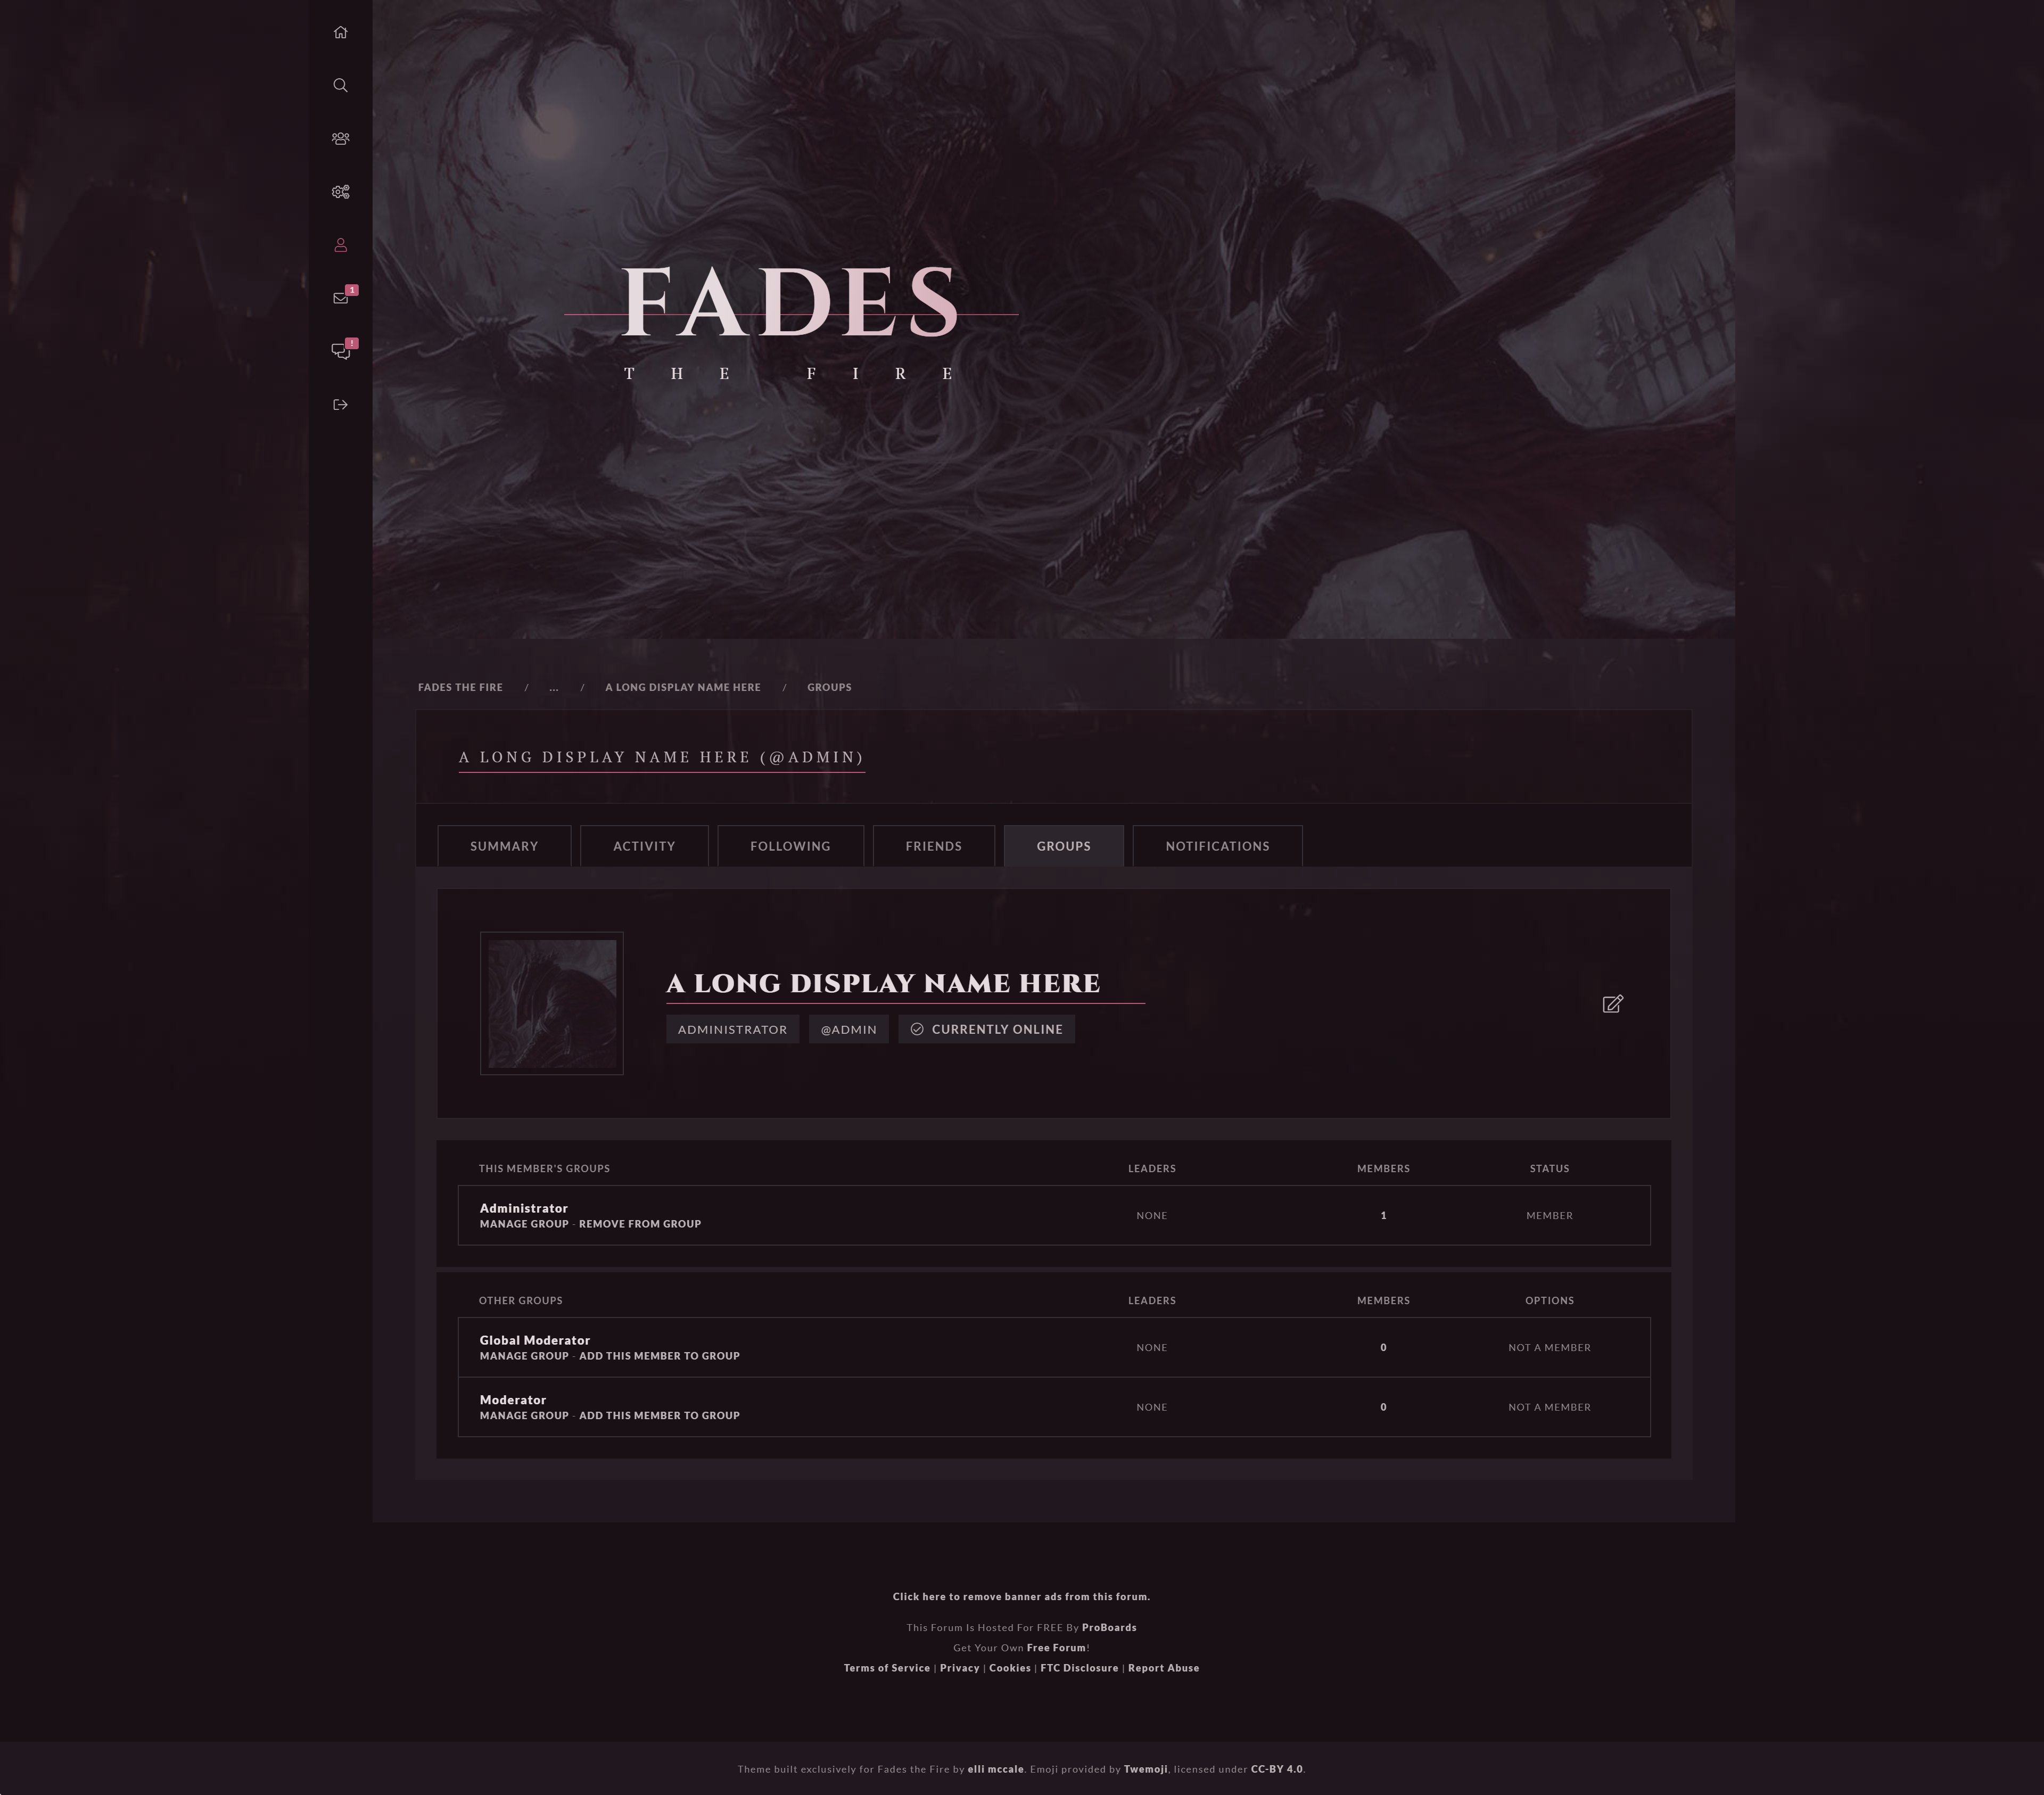 1
!
FADES
THE FIRE
FADES THE FIRE / ... / A LONG DISPLAY NAME HERE / GROUPS
A LONG DISPLAY NAME HERE (@ADMIN)
SUMMARY ACTIVITY FOLLOWING FRIENDS GROUPS NOTIFICATIONS
A LONG DISPLAY NAME HERE
ADMINISTRATOR @ADMIN CURRENTLY ONLINE
THIS MEMBER'S GROUPS LEADERS MEMBERS STATUS
Administrator
MANAGE GROUP - REMOVE FROM GROUP NONE 1 MEMBER
OTHER GROUPS LEADERS MEMBERS OPTIONS
Global Moderator
MANAGE GROUP - ADD THIS MEMBER TO GROUP NONE 0 NOT A MEMBER
Moderator
MANAGE GROUP - ADD THIS MEMBER TO GROUP NONE 0 NOT A MEMBER
Click here to remove banner ads from this forum.
This Forum Is Hosted For FREE By ProBoards
Get Your Own Free Forum!
Terms of Service | Privacy | Cookies | FTC Disclosure | Report Abuse
Theme built exclusively for Fades the Fire by elli mccale. Emoji provided by Twemoji, licensed under CC-BY 4.0.